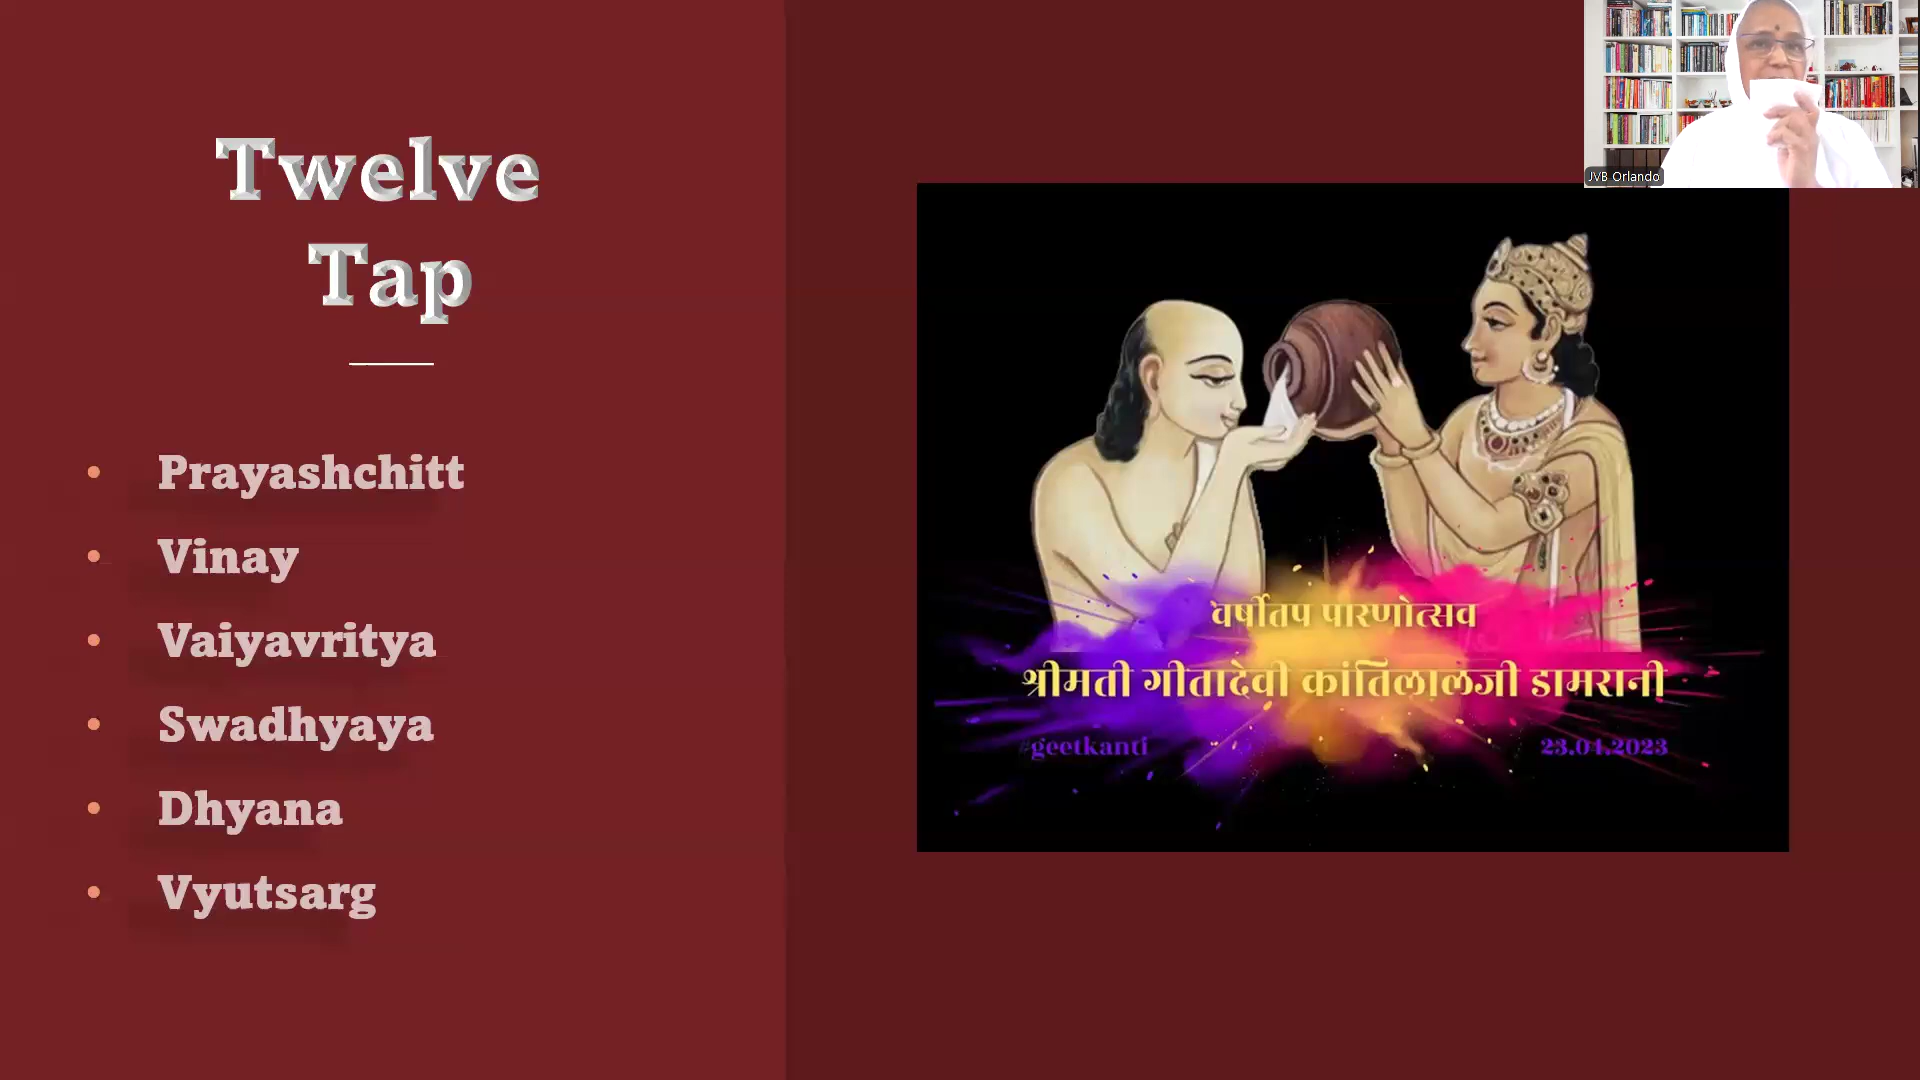 Twelve
Tap
Prayashchitt
Vinay
Vaiyavritya
Swadhyaya
Dhyana
Vyutsarg
JVB Orlando
वर्षीतप पारणोत्सव
श्रीमती गीतादेवी कांतिलालजी डामरानी
#geetkanti
23.04.2023